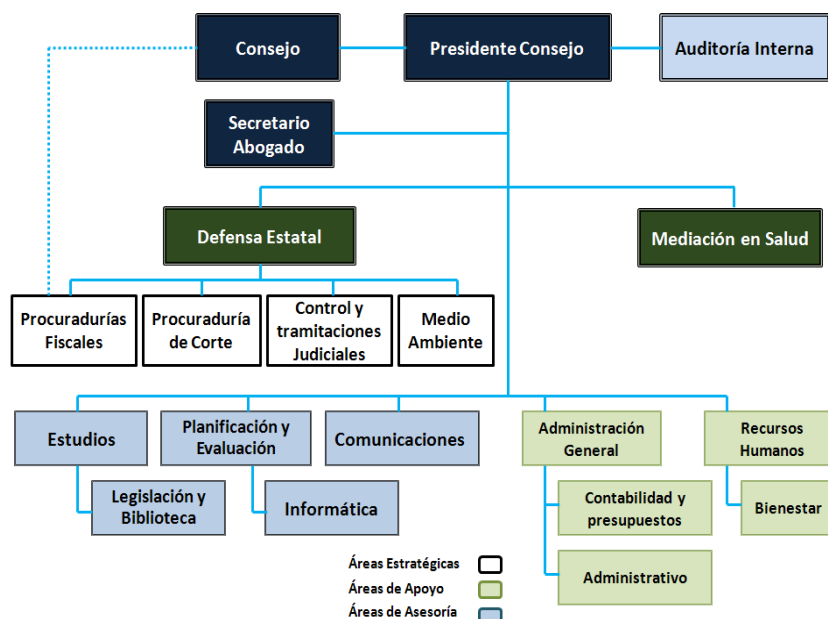 Consejo
Presidente Consejo
Auditoría Interna
Secretario
Abogado
Defensa Estatal
Mediación en Salud
Procuradurías
Fiscales
Procuraduría
de Corte
Control y
tramitaciones
Judiciales
Medio
Ambiente
Estudios
Planificación y
Evaluación
Comunicaciones
Administración
General
Recursos
Humanos
Legislación y
Biblioteca
Informática
Contabilidad y
presupuestos
Bienestar
Administrativo
Áreas Estratégicas
Áreas de Apoyo
Áreas de Asesoría